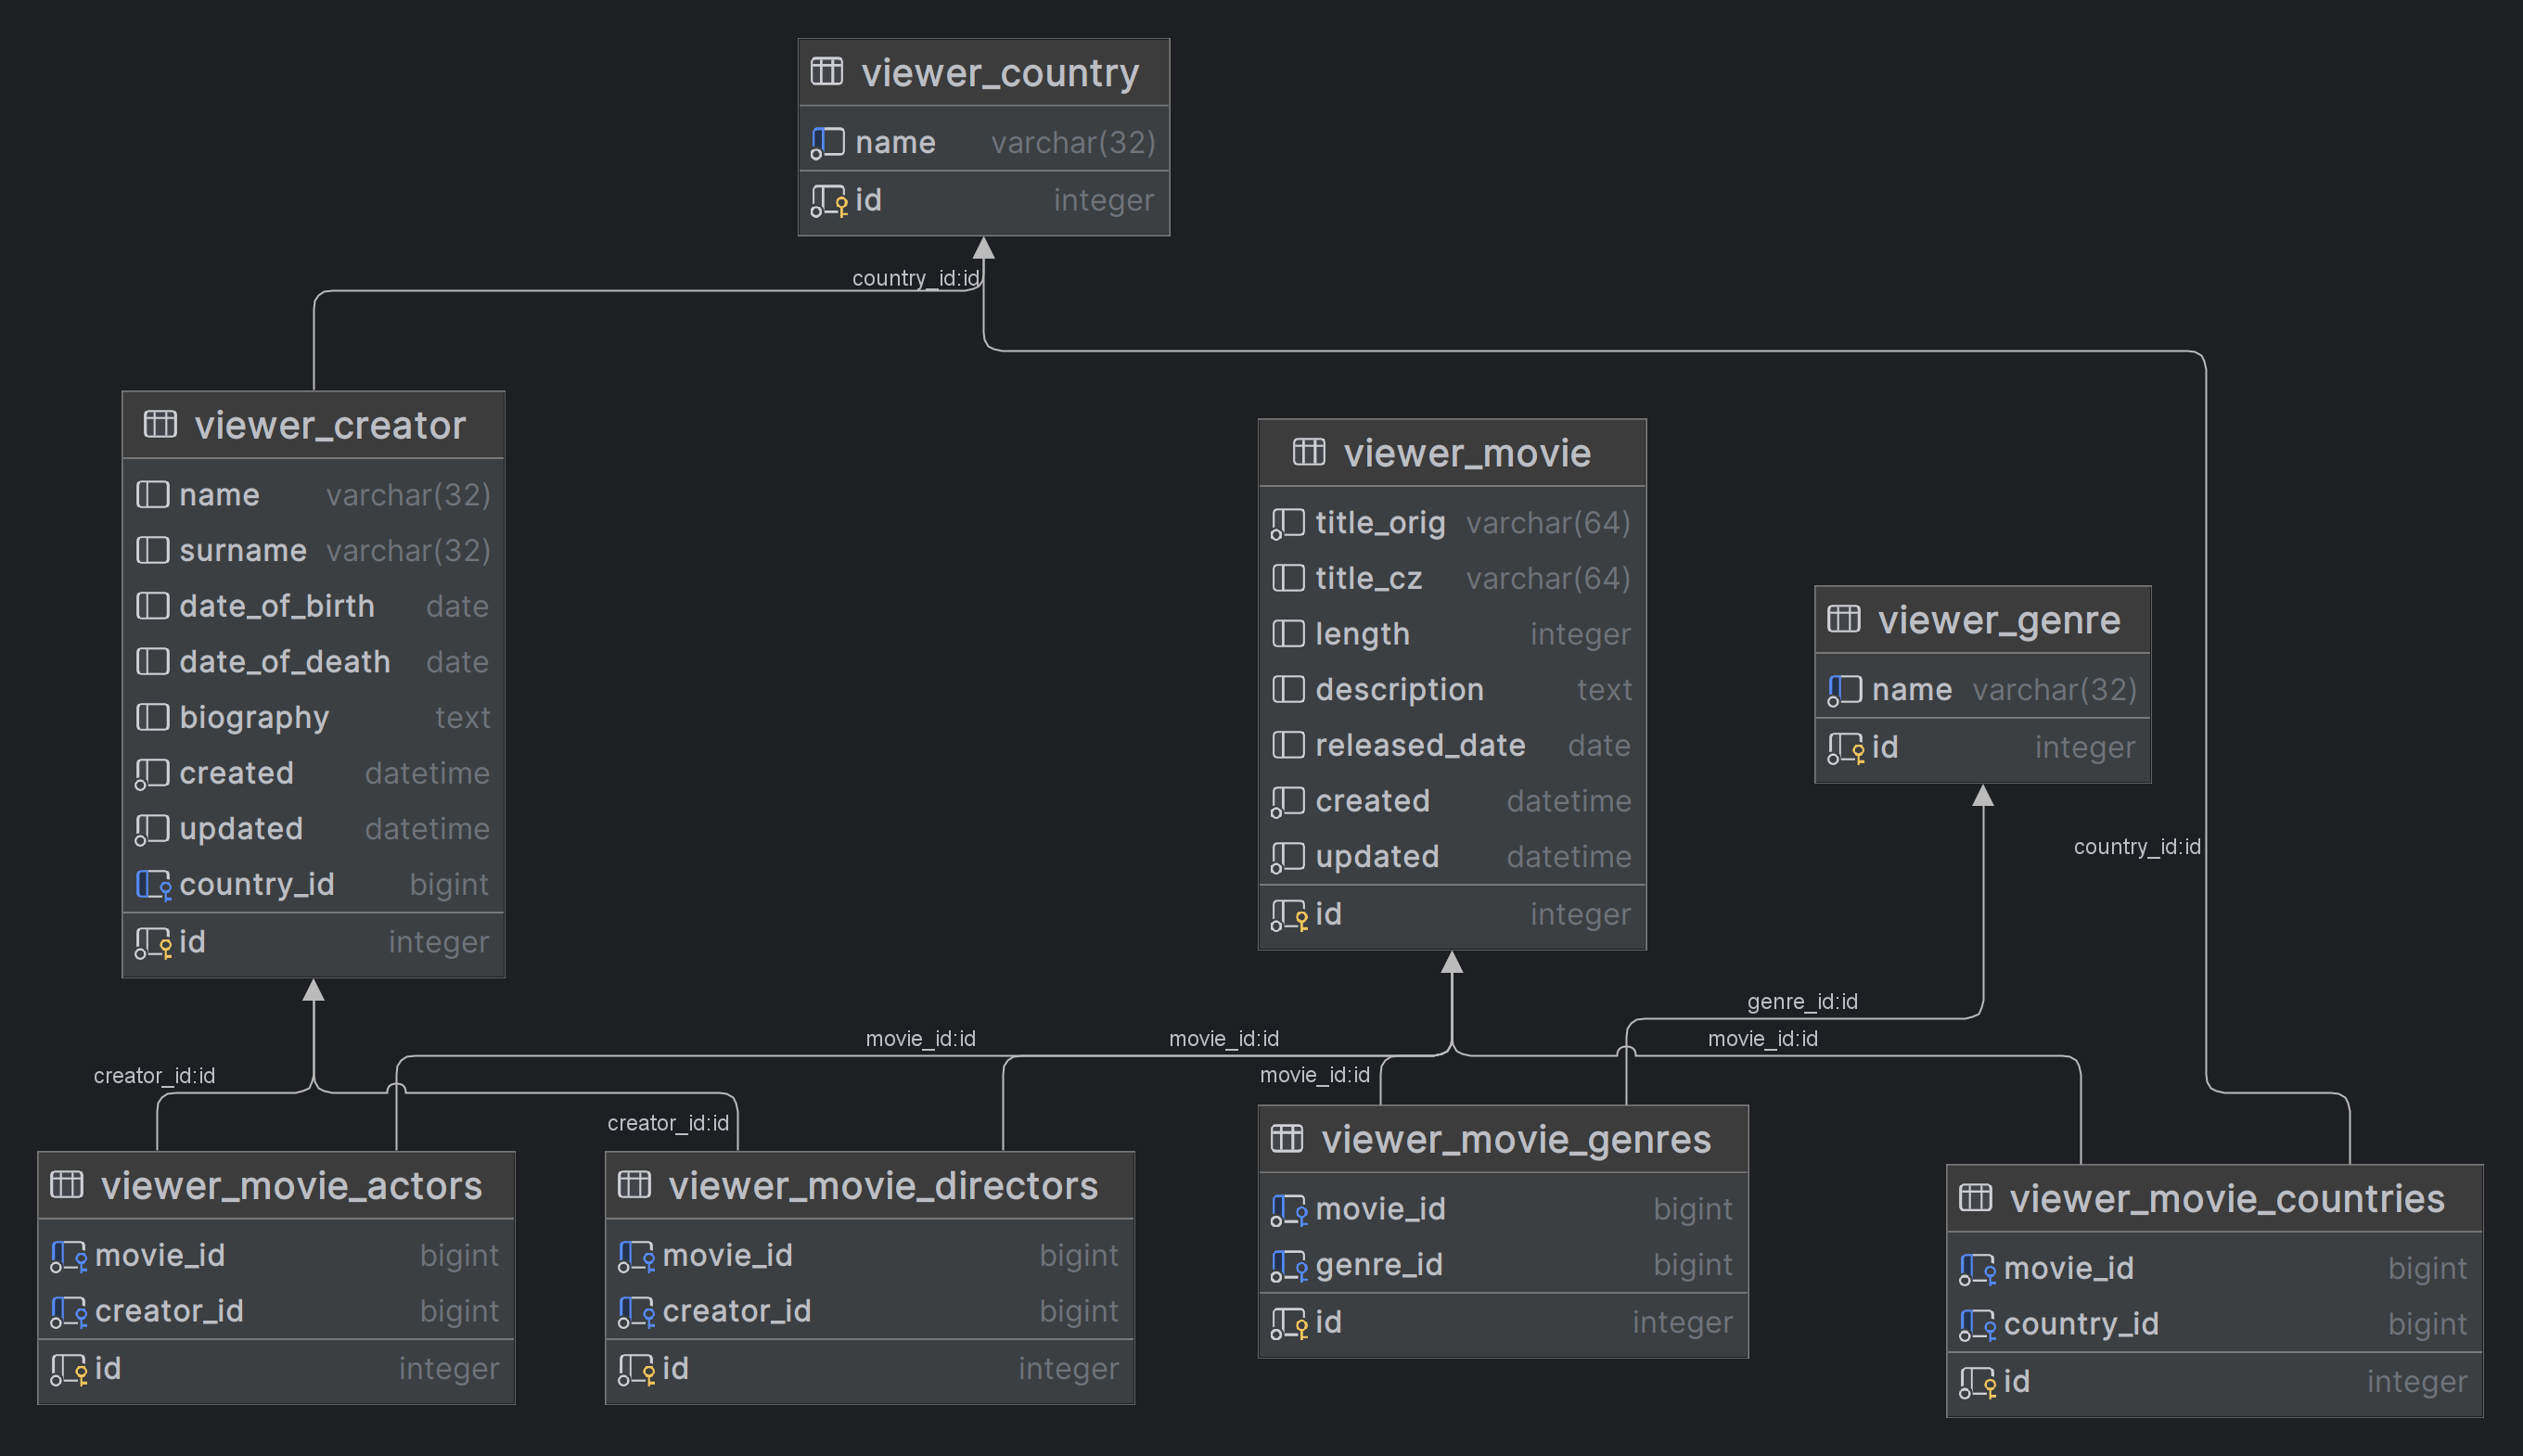 viewer_country
name varchar(32)
id integer
country_id:id
viewer_creator
name varchar(32)
surname varchar(32)
date_of_birth date
date_of_death date
biography text
created datetime
updated datetime
country_id bigint
id integer
viewer_movie
title_orig varchar(64)
title_cz varchar(64)
length integer
description text
released_date date
created datetime
updated datetime
id integer
viewer_genre
name varchar(32)
id integer
country_id:id
genre_id:id
movie_id:id
movie_id:id
movie_id:id
creator_id:id
movie_id:id
creator_id:id
viewer_movie_actors
movie_id bigint
creator_id bigint
id integer
viewer_movie_directors
movie_id bigint
creator_id bigint
id integer
viewer_movie_genres
movie_id bigint
genre_id bigint
id integer
viewer_movie_countries
movie_id bigint
country_id bigint
id integer